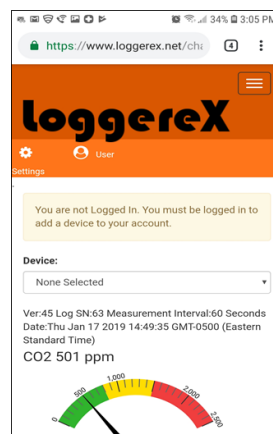 34% 3:05 PM
https://www.loggerex.net/cha
4
loggereX
User
Settings
You are not Logged In. You must be logged in to
add a device to your account.
Device:
None Selected
Ver:45 Log SN:63 Measurement Interval:60 Seconds
Date:Thu Jan 17 2019 14:49:35 GMT-0500 (Eastern
Standard Time)
CO2 501 ppm
0
500
1,000
2,000
2,500